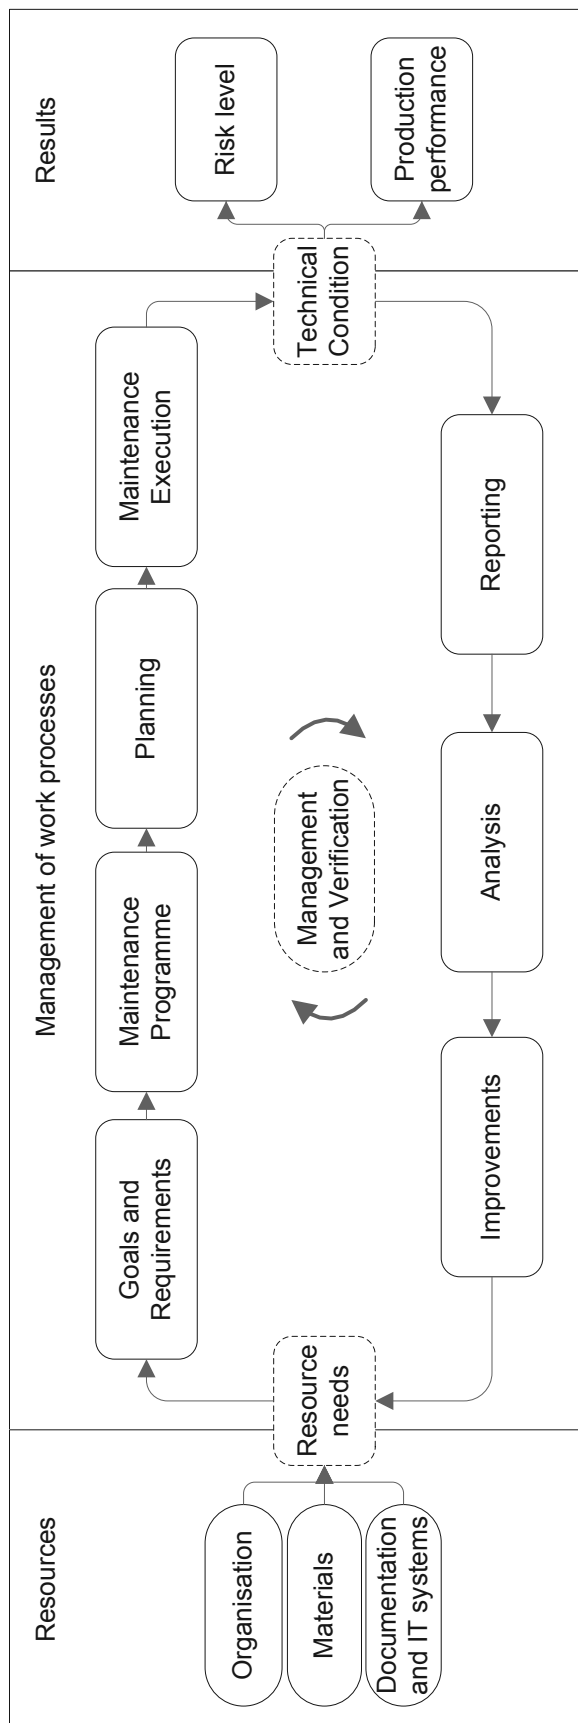 Resources
Management of work processes
Results
Organisation
Materials
Documentation
and IT systems
Resource
needs
Goals and
Requirements
Maintenance
Programme
Planning
Maintenance
Execution
Technical
Condition
Management
and Verification
Improvements
Analysis
Reporting
Risk level
Production
performance